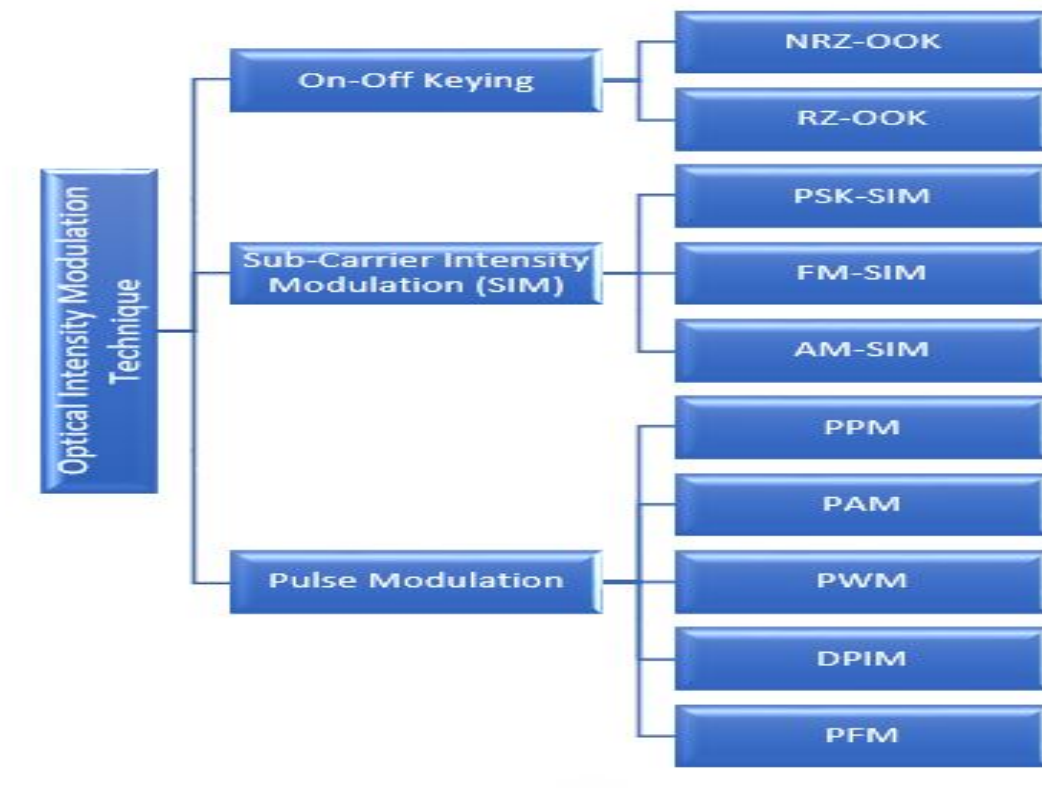 Optical Intensity Modulation
Technique
On-Off Keying
NRZ-OOK
RZ-OOK
Sub-Carrier Intensity
Modulation (SIM)
PSK-SIM
FM-SIM
AM-SIM
Pulse Modulation
PPM
PAM
PWM
DPIM
PFM